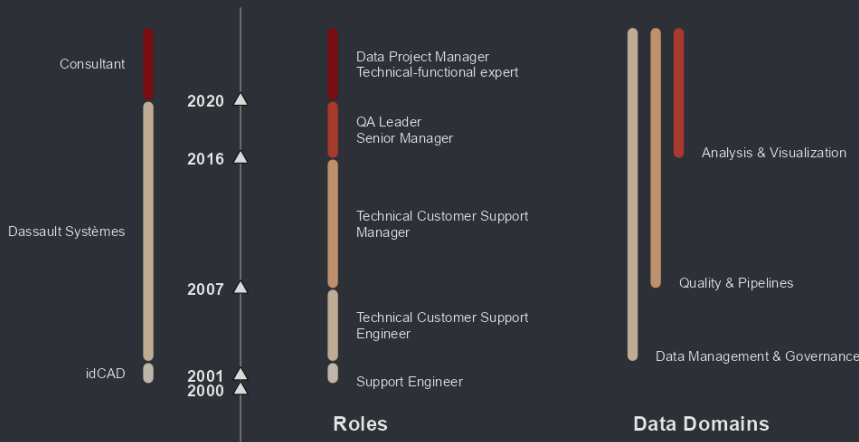 Consultant
Data Project Manager
Technical-functional expert
2020
QA Leader
Senior Manager
2016
Analysis & Visualization
Dassault Systèmes
Technical Customer Support
Manager
2007
Quality & Pipelines
Technical Customer Support
Engineer
Data Management & Governance
idCAD
2001
2000
Support Engineer
Roles
Data Domains